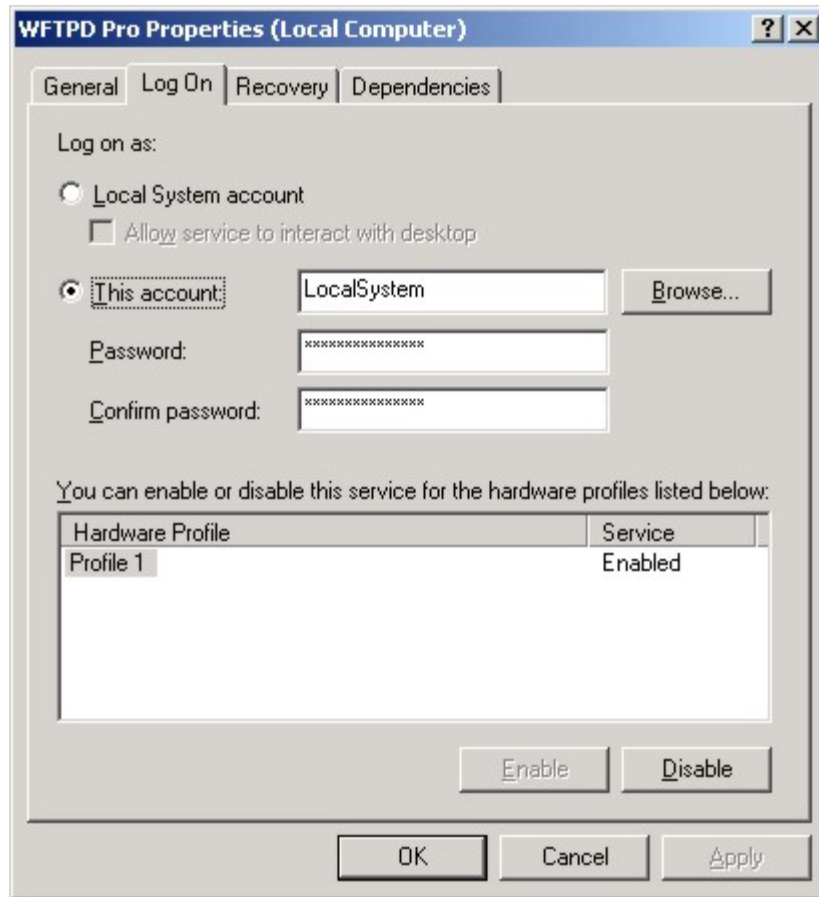 WFTPD Pro Properties (Local Computer)
General Log On Recovery Dependencies
Log on as:
Local System account
Allow service to interact with desktop
This account: LocalSystem Browse...
Password: ***************
Confirm password: ***************
You can enable or disable this service for the hardware profiles listed below:
Hardware Profile Service
Profile 1 Enabled
Enable Disable
OK Cancel Apply